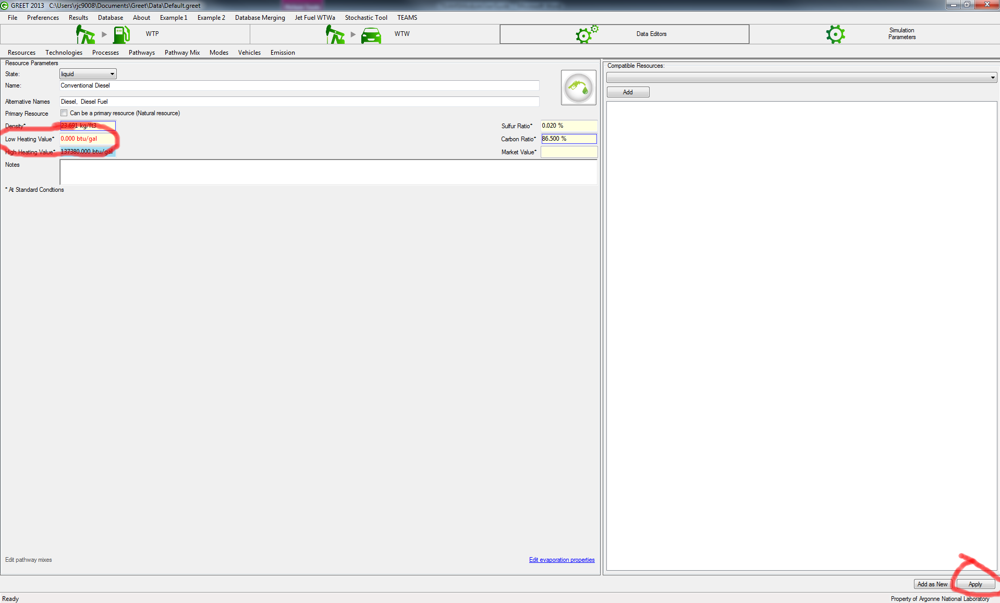 GREET 2013 C:\Users\rjc9008\Documents\Greet\Data\Default.greet
File Preferences Results Database About Example 1 Example 2 Database Merging Jet Fuel WTWa Stochastic Tool TEAMS
WTP WTW Data Editors Simulation Parameters
Resources Technologies Processes Pathways Pathway Mix Modes Vehicles Emission
Resource Parameters
State: liquid
Name: Conventional Diesel
Alternative Names Diesel, Diesel Fuel
Primary Resource Can be a primary resource (Natural resource)
Density* 23.691 kg/ft3 Sulfur Ratio* 0.020 %
Low Heating Value* 0.000 btu/gal Carbon Ratio* 86.500 %
High Heating Value* 137380.000 btu/gal Market Value*
Notes
* At Standard Condtions
Edit pathway mixes Edit evaporation properties
Compatible Resources:
Add
Add as New Apply
Ready Property of Argonne National Laboratory